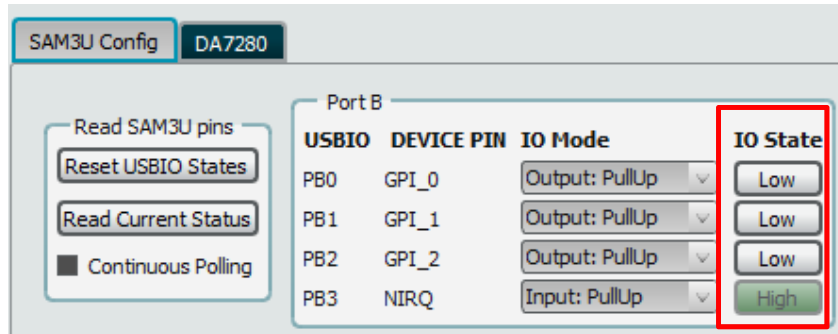 SAM3U Config DA7280
Read SAM3U pins
Reset USBIO States
Read Current Status
Continuous Polling
Port B
USBIO DEVICE PIN IO Mode IO State
PB0 GPI_0 Output: PullUp Low
PB1 GPI_1 Output: PullUp Low
PB2 GPI_2 Output: PullUp Low
PB3 NIRQ Input: PullUp High